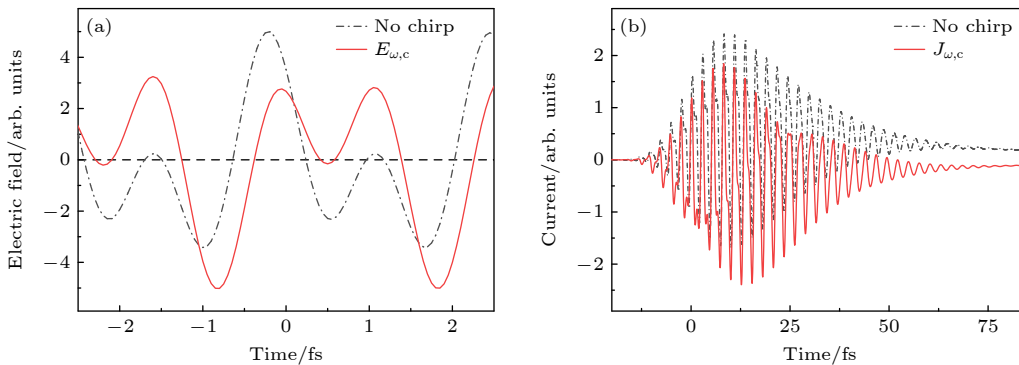 (a)
No chirp
E_{ω,c}
4
2
0
−2
−4
Electric field/arb. units
−2
−1
0
1
2
Time/fs
(b)
No chirp
J_{ω,c}
2
1
0
−1
−2
Current/arb. units
0
25
50
75
Time/fs